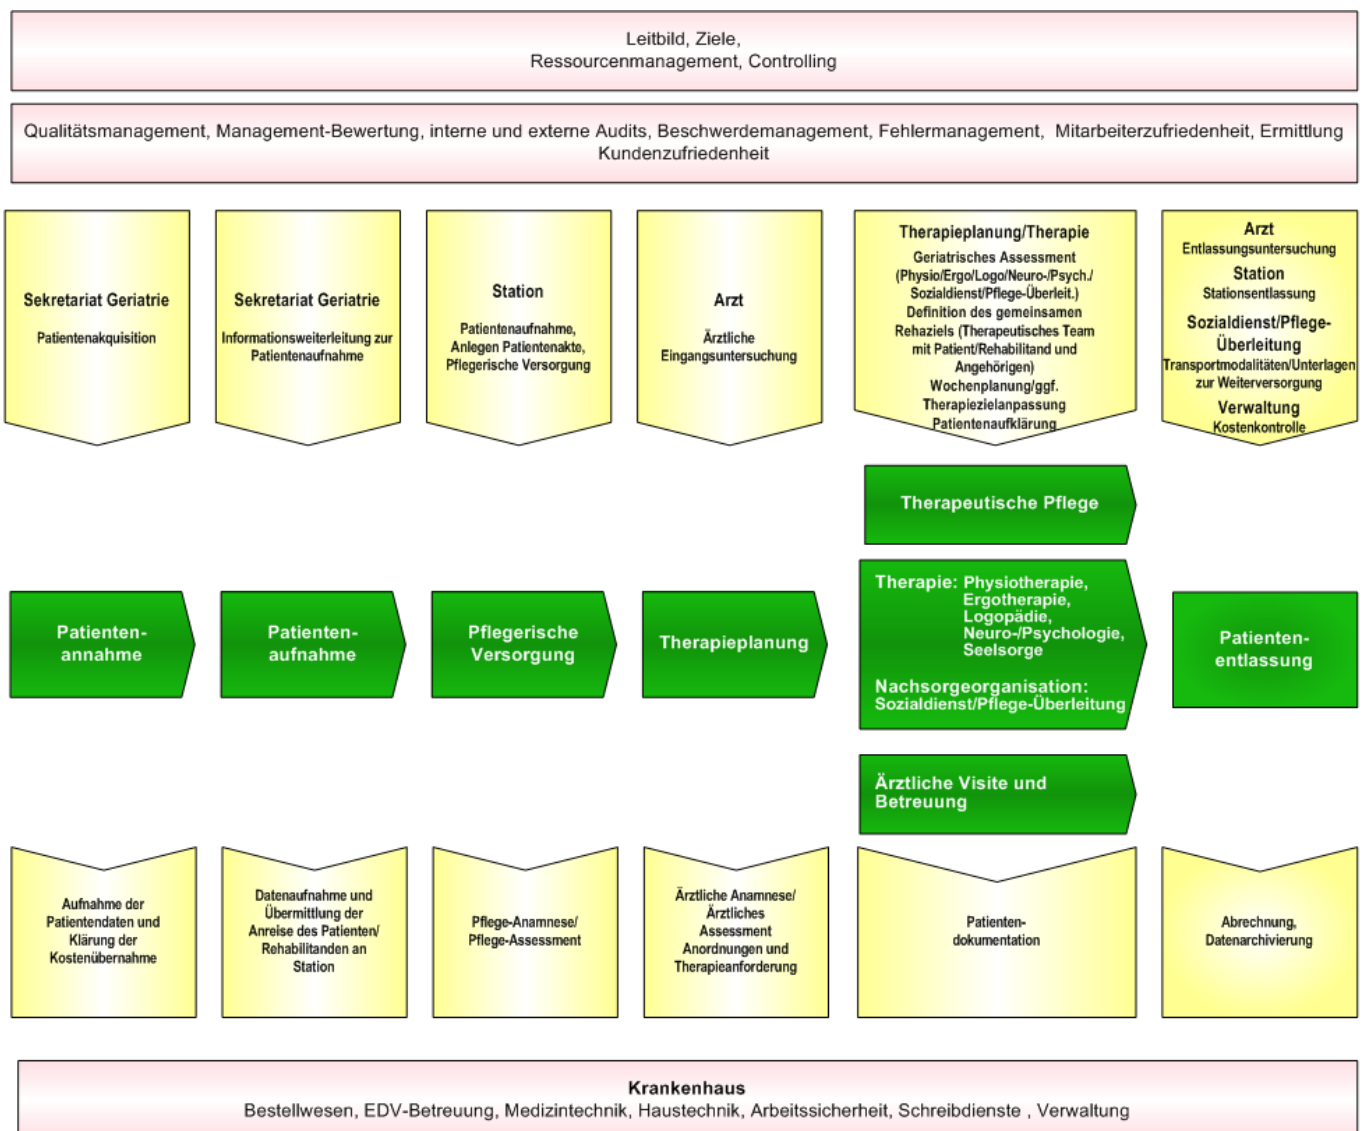 Leitbild, Ziele,
Ressourcenmanagement, Controlling
Qualitätsmanagement, Management-Bewertung, interne und externe Audits, Beschwerdemanagement, Fehlermanagement, Mitarbeiterzufriedenheit, Ermittlung
Kundenzufriedenheit
Sekretariat Geriatrie
Patientenakquisition
Sekretariat Geriatrie
Informationsweiterleitung zur
Patientenaufnahme
Station
Patientenaufnahme,
Anlegen Patientenakte,
Pflegerische Versorgung
Arzt
Ärztliche
Eingangsuntersuchung
Therapieplanung/Therapie
Geriatrisches Assessment
(Physio/Ergo/Logo/Neuro-/Psych./
Sozialdienst/Pflege-Überleit.)
Definition des gemeinsamen
Rehaziels (Therapeutisches Team
mit Patient/Rehabilitand und
Angehörigen)
Wochenplanung/ggf.
Therapiezielanpassung
Patientenaufklärung
Arzt
Entlassungsuntersuchung
Station
Stationsentlassung
Sozialdienst/Pflege-
Überleitung
Transportmodalitäten/Unterlagen
zur Weiterversorgung
Verwaltung
Kostenkontrolle
Therapeutische Pflege
Patienten-
annahme
Patienten-
aufnahme
Pflegerische
Versorgung
Therapieplanung
Therapie: Physiotherapie,
Ergotherapie,
Logopädie,
Neuro-/Psychologie,
Seelsorge
Nachsorgeorganisation:
Sozialdienst/Pflege-Überleitung
Patienten-
entlassung
Ärztliche Visite und
Betreuung
Aufnahme der
Patientendaten und
Klärung der
Kostenübernahme
Datenaufnahme und
Übermittlung der
Anreise des Patienten/
Rehabilitanden an
Station
Pflege-Anamnese/
Pflege-Assessment
Ärztliche Anamnese/
Ärztliches
Assessment
Anordnungen und
Therapieanforderung
Patienten-
dokumentation
Abrechnung,
Datenarchivierung
Krankenhaus
Bestellwesen, EDV-Betreuung, Medizintechnik, Haustechnik, Arbeitssicherheit, Schreibdienste , Verwaltung